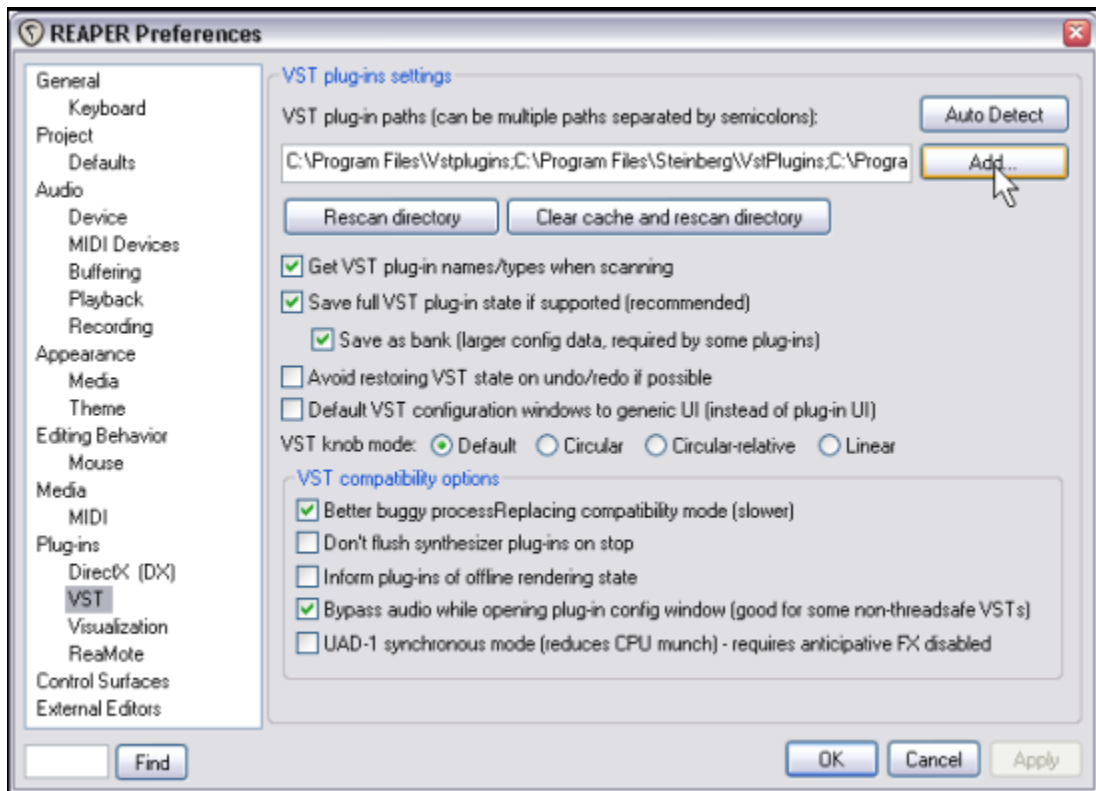 REAPER Preferences
General
Keyboard
Project
Defaults
Audio
Device
MIDI Devices
Buffering
Playback
Recording
Appearance
Media
Theme
Editing Behavior
Mouse
Media
MIDI
Plug-ins
DirectX (DX)
VST
Visualization
ReaMote
Control Surfaces
External Editors
Find
VST plug-ins settings
VST plug-in paths (can be multiple paths separated by semicolons):
Auto Detect
C:\Program Files\Vstplugins;C:\Program Files\Steinberg\VstPlugins;C:\Progra
Add...
Rescan directory
Clear cache and rescan directory
Get VST plug-in names/types when scanning
Save full VST plug-in state if supported (recommended)
Save as bank (larger config data, required by some plug-ins)
Avoid restoring VST state on undo/redo if possible
Default VST configuration windows to generic UI (instead of plug-in UI)
VST knob mode: Default Circular Circular-relative Linear
VST compatibility options
Better buggy processReplacing compatibility mode (slower)
Don't flush synthesizer plug-ins on stop
Inform plug-ins of offline rendering state
Bypass audio while opening plug-in config window (good for some non-threadsafe VSTs)
UAD-1 synchronous mode (reduces CPU munch) - requires anticipative FX disabled
OK
Cancel
Apply